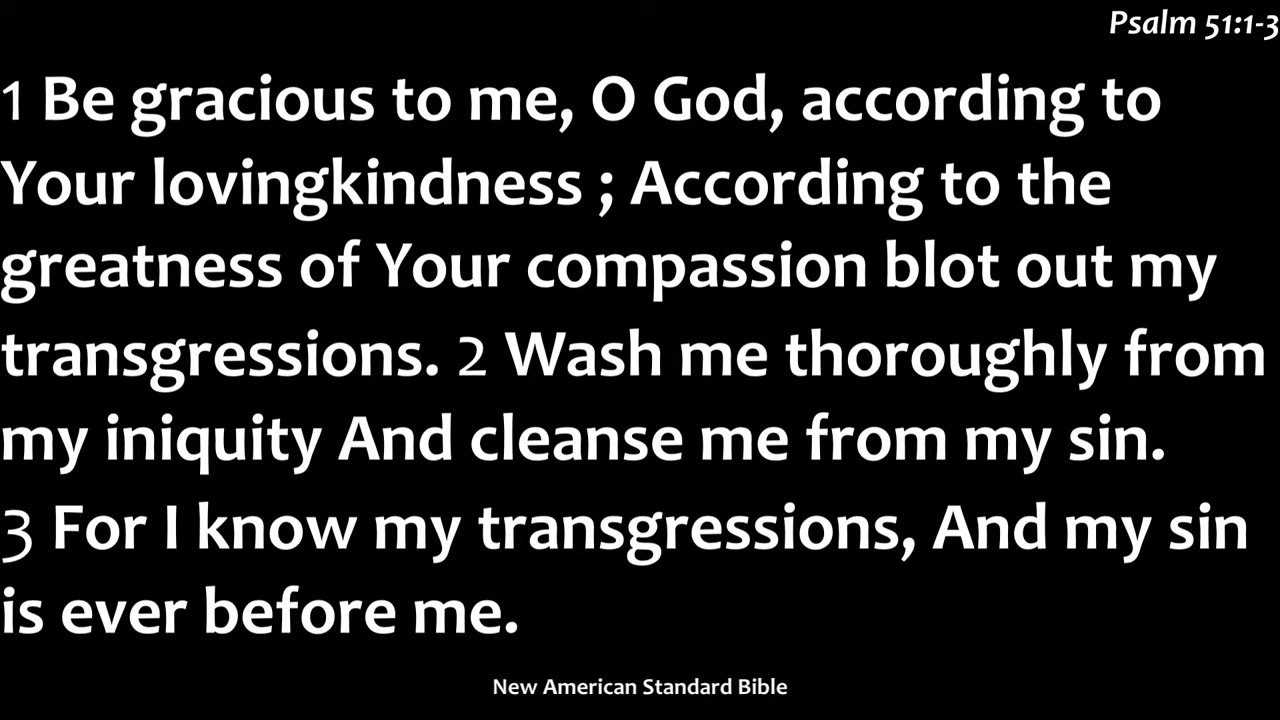 Psalm 51:1-3
1 Be gracious to me, O God, according to
Your lovingkindness ; According to the
greatness of Your compassion blot out my
transgressions. 2 Wash me thoroughly from
my iniquity And cleanse me from my sin.
3 For I know my transgressions, And my sin
is ever before me.
New American Standard Bible